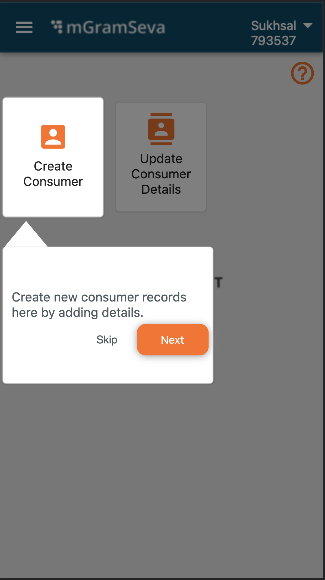 mGramSeva
Sukhsal
793537
Create
Consumer
Update
Consumer
Details
Create new consumer records
here by adding details.
Skip
Next